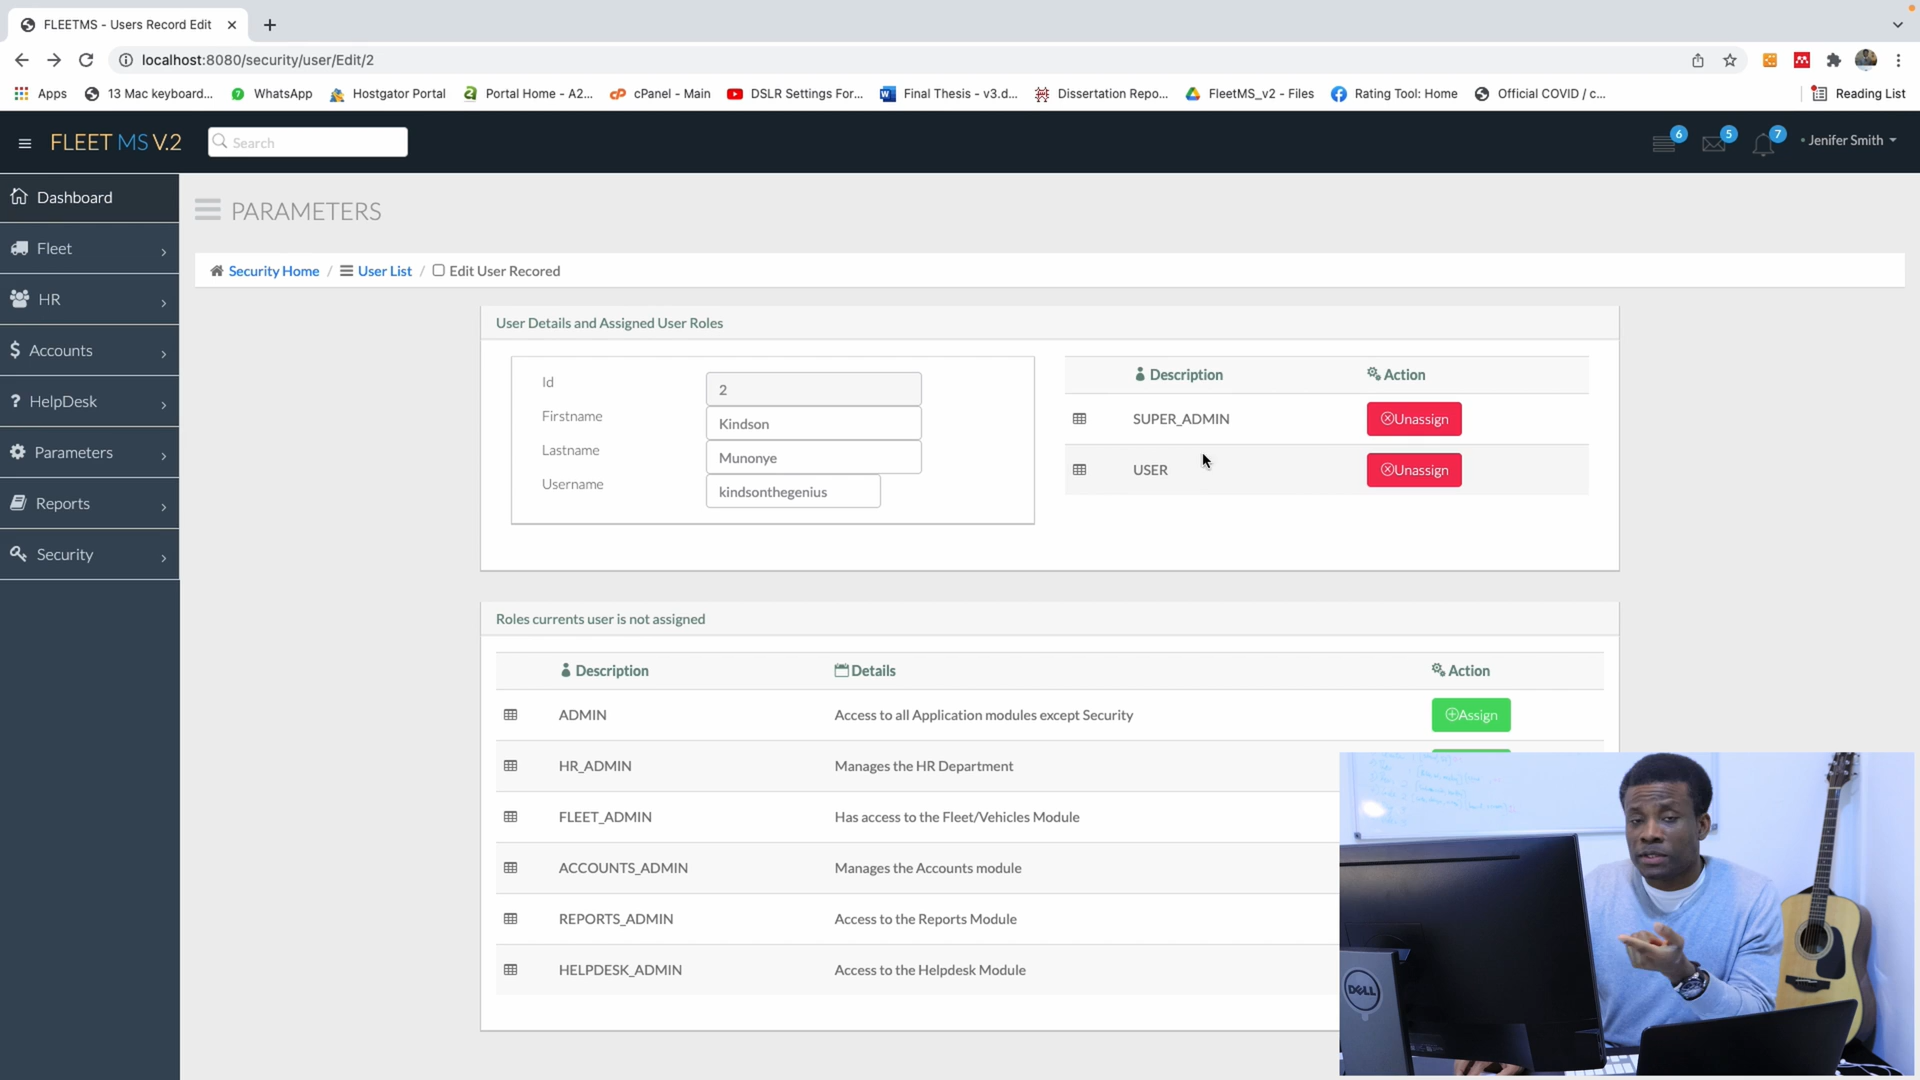 FLEETMS - Users Record Edit
localhost:8080/security/user/Edit/2
Apps 13 Mac keyboard... WhatsApp Hostgator Portal Portal Home - A2... cPanel - Main DSLR Settings For... Final Thesis - v3.d... Dissertation Repo... FleetMS_v2 - Files Rating Tool: Home Official COVID / c... Reading List
FLEET MS V.2 Search 6 5 7 Jenifer Smith
Dashboard
Fleet
HR
Accounts
HelpDesk
Parameters
Reports
Security
PARAMETERS
Security Home / User List / Edit User Recored
User Details and Assigned User Roles
Id 2
Firstname Kindson
Lastname Munonye
Username kindsonthegenius
Description Action
SUPER_ADMIN Unassign
USER Unassign
Roles currents user is not assigned
Description Details Action
ADMIN Access to all Application modules except Security Assign
HR_ADMIN Manages the HR Department
FLEET_ADMIN Has access to the Fleet/Vehicles Module
ACCOUNTS_ADMIN Manages the Accounts module
REPORTS_ADMIN Access to the Reports Module
HELPDESK_ADMIN Access to the Helpdesk Module
DELL